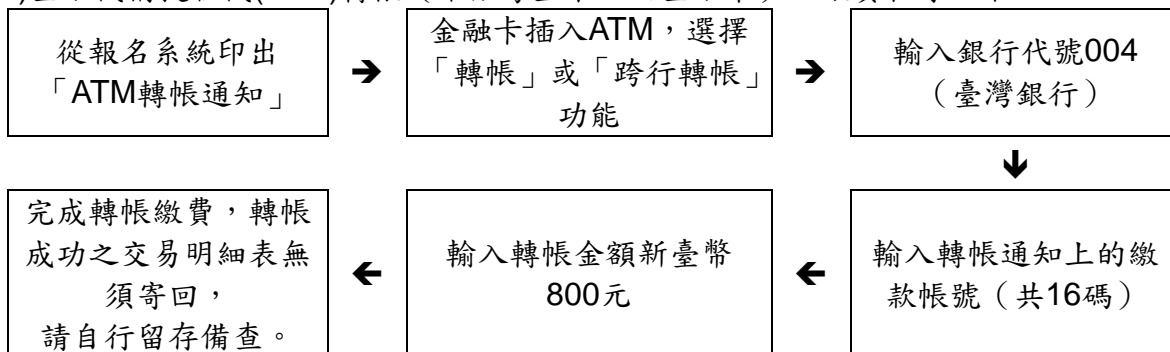 從報名系統印出
「ATM轉帳通知」
➔
金融卡插入ATM，選擇
「轉帳」或「跨行轉帳」
功能
➔
輸入銀行代號004
（臺灣銀行）
輸入轉帳通知上的繳
款帳號（共16碼）
輸入轉帳金額新臺幣
800元
完成轉帳繳費，轉帳
成功之交易明細表無
須寄回，
請自行留存備查。